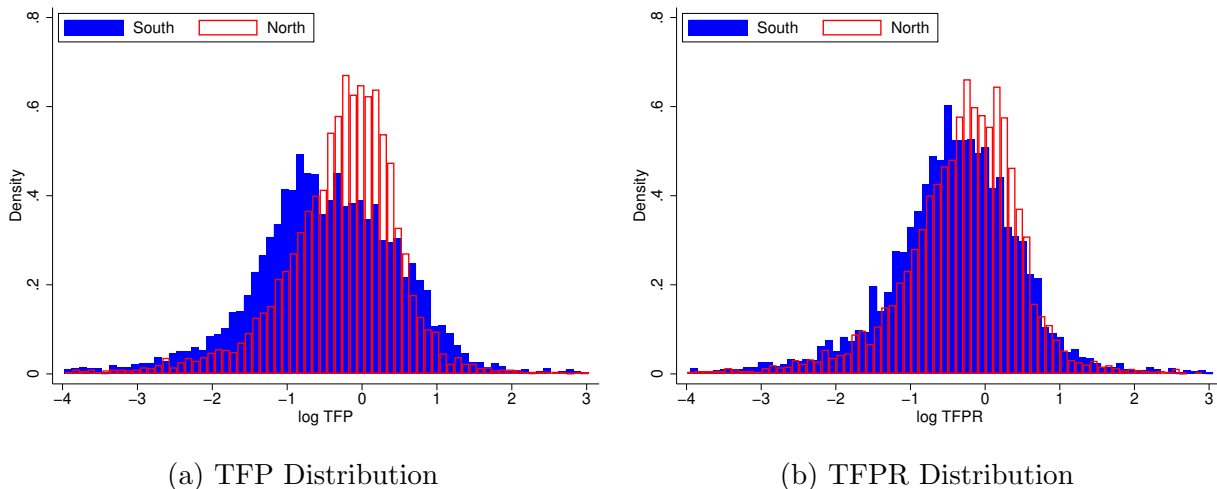 South North
Density
0 .2 .4 .6 .8
−4 −3 −2 −1 0 1 2 3
log TFP
(a) TFP Distribution
South North
Density
0 .2 .4 .6 .8
−4 −3 −2 −1 0 1 2 3
log TFPR
(b) TFPR Distribution